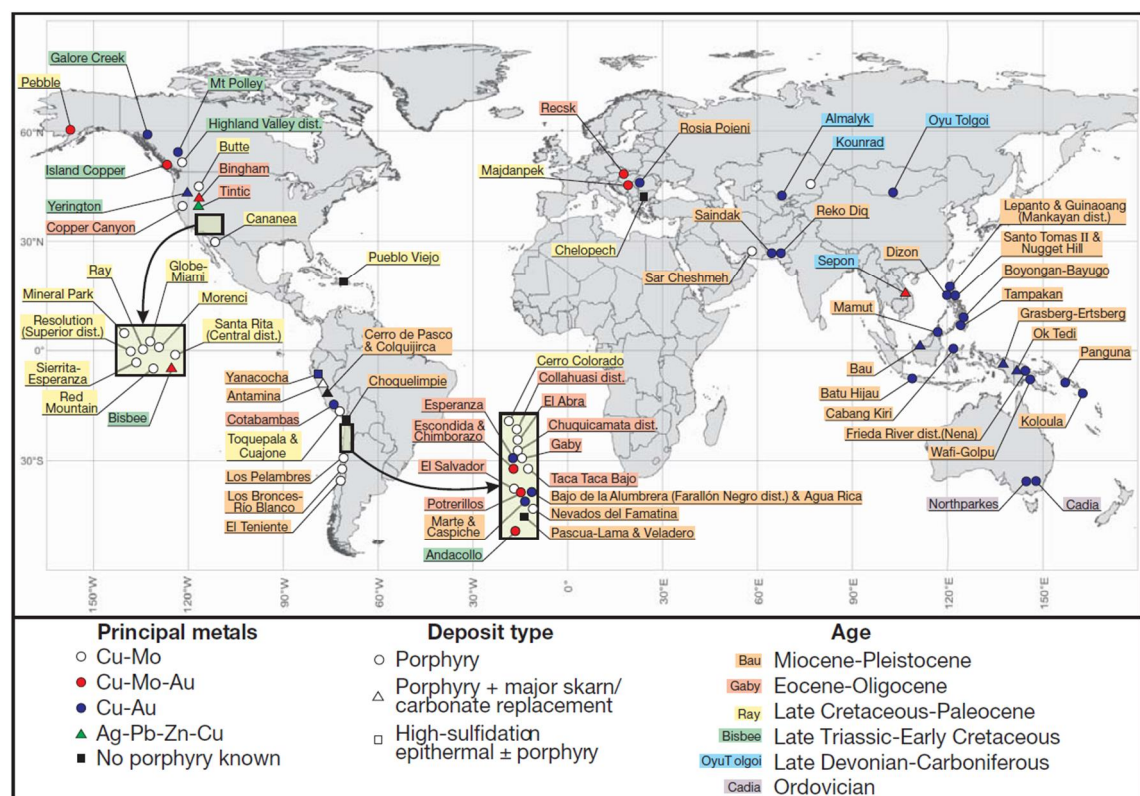 Galore Creek
Pebble
Mt Polley
Highland Valley dist.
Butte
Island Copper
Bingham
Yerington
Tintic
Copper Canyon
Cananea
Recsk
Rosia Poieni
Almalyk
Oyu Tolgoi
Kounrad
Majdanpek
Chelopech
Saindak
Reko Diq
Sar Cheshmeh
Lepanto & Guinaoang
(Mankayan dist.)
Dizon
Santo Tomas II &
Nugget Hill
Sepon
Boyongan-Bayugo
Mamut
Tampakan
Grasberg-Ertsberg
Ok Tedi
Bau
Panguna
Batu Hijau
Cabang Kiri
Koloula
Frieda River dist.(Nena)
Wafi-Golpu
Northparkes
Cadia
60°N
30°N
0°
30°S
Pueblo Viejo
Ray
Globe-
Miami
Mineral Park
Morenci
Resolution
(Superior dist.)
Santa Rita
(Central dist.)
Sierrita-
Esperanza
Red
Mountain
Bisbee
Cerro de Pasco
& Colquijirca
Yanacocha
Choquelimpie
Antamina
Cotabambas
Toquepala &
Cuajone
Los Pelambres
Los Bronces-
Río Blanco
El Teniente
Cerro Colorado
Collahuasi dist.
Esperanza
El Abra
Escondida &
Chimborazo
Chuquicamata dist.
Gaby
El Salvador
Taca Taca Bajo
Potrerillos
Bajo de la Alumbrera (Farallón Negro dist.) & Agua Rica
Marte &
Caspiche
Nevados del Famatina
Pascua-Lama & Veladero
Andacollo
150°W
120°W
90°W
60°W
30°W
0°
30°E
60°E
90°E
120°E
150°E
Principal metals
Cu-Mo
Cu-Mo-Au
Cu-Au
Ag-Pb-Zn-Cu
No porphyry known
Deposit type
Porphyry
Porphyry + major skarn/
carbonate replacement
High-sulfidation
epithermal ± porphyry
Age
Bau Miocene-Pleistocene
Gaby Eocene-Oligocene
Ray Late Cretaceous-Paleocene
Bisbee Late Triassic-Early Cretaceous
OyuTolgoi Late Devonian-Carboniferous
Cadia Ordovician